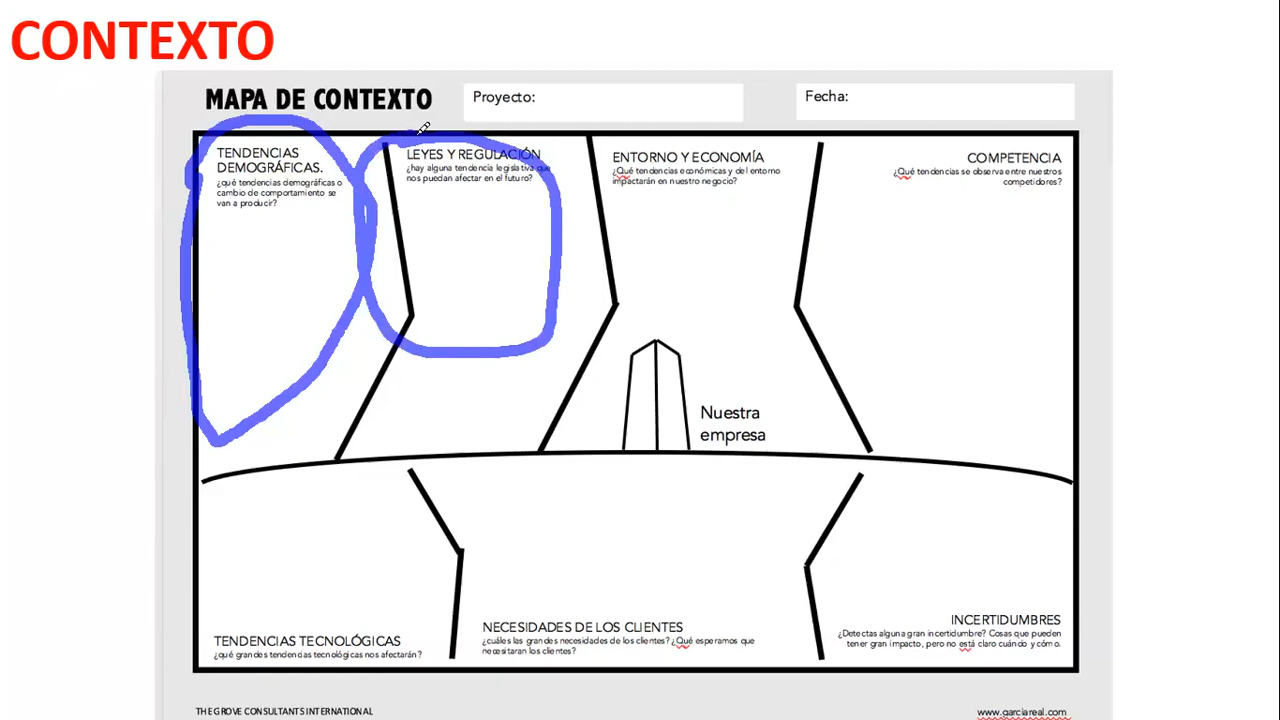 CONTEXTO
MAPA DE CONTEXTO
Proyecto:
Fecha:
TENDENCIAS
DEMOGRÁFICAS.
¿qué tendencias demográficas o
cambio de comportamiento se
van a producir?
LEYES Y REGULACIÓN
¿hay alguna tendencia legislativa que
nos puedan afectar en el futuro?
ENTORNO Y ECONOMÍA
¿Qué tendencias económicas y del entorno
impactarán en nuestro negocio?
COMPETENCIA
¿Qué tendencias se observa entre nuestros
competidores?
Nuestra
empresa
TENDENCIAS TECNOLÓGICAS
¿qué grandes tendencias tecnológicas nos afectarán?
NECESIDADES DE LOS CLIENTES
¿cuáles las grandes necesidades de los clientes? ¿Qué esperamos que
necesitaran los clientes?
INCERTIDUMBRES
¿Detectas alguna gran incertidumbre? Cosas que pueden
tener gran impacto, pero no está claro cuándo y cómo.
THE GROVE CONSULTANTS INTERNATIONAL
www.garciareal.com